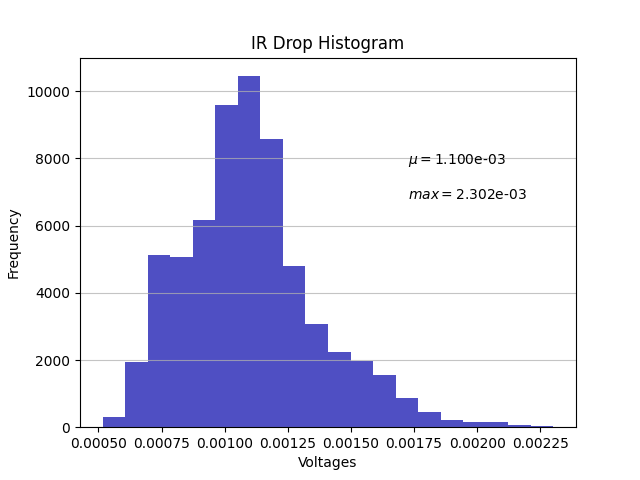 IR Drop Histogram
10000
8000
6000
4000
2000
0
Frequency
μ = 1.100e-03
max = 2.302e-03
0.00050 0.00075 0.00100 0.00125 0.00150 0.00175 0.00200 0.00225
Voltages